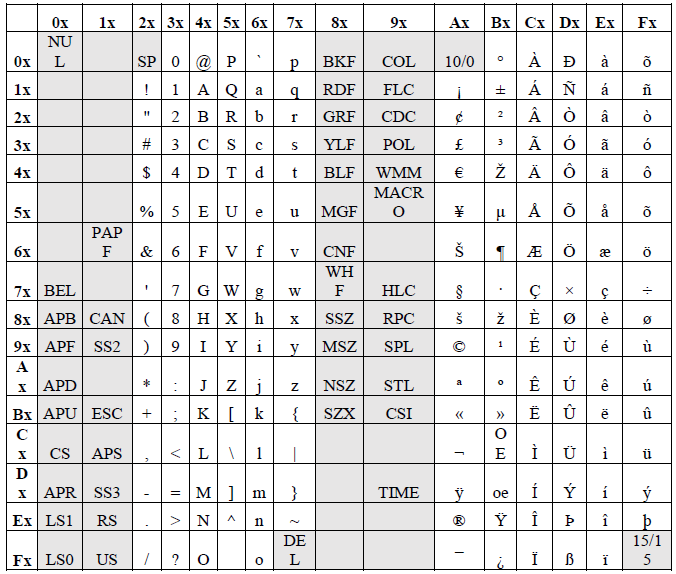 0x 1x 2x 3x 4x 5x 6x 7x 8x 9x Ax Bx Cx Dx Ex Fx
0x NUL SP 0 @ P ` p BKF COL 10/0 ° À Đ à õ
1x ! 1 A Q a q RDF FLC ¡ ± Á Ñ á ñ
2x " 2 B R b r GRF CDC ¢ ² Â Ò â ò
3x # 3 C S c s YLF POL £ ³ Ã Ó ã ó
4x $ 4 D T d t BLF WMM € Ž Ä Ô ä ô
5x % 5 E U e u MGF MACRO ¥ µ Å Õ å õ
6x PAPF & 6 F V f v CNF Š ¶ Æ Ö æ ö
7x BEL ' 7 G W g w WHF HLC § · Ç × ç ÷
8x APB CAN ( 8 H X h x SSZ RPC š ž È Ø è ø
9x APF SS2 ) 9 I Y i y MSZ SPL © ¹ É Ù é ù
Ax APD * : J Z j z NSZ STL ª º Ê Ú ê ú
Bx APU ESC + ; K [ k { SZX CSI « » Ë Û ë û
Cx CS APS , < L \ l | ¬ OE Ì Ü ì ü
Dx APR SS3 - = M ] m } TIME ÿ oe Í Ý í ý
Ex LS1 RS . > N ^ n ~ ® Ÿ Î Þ î þ
Fx LS0 US / ? O o DEL ¯ ¿ Ï ß ï 15/15